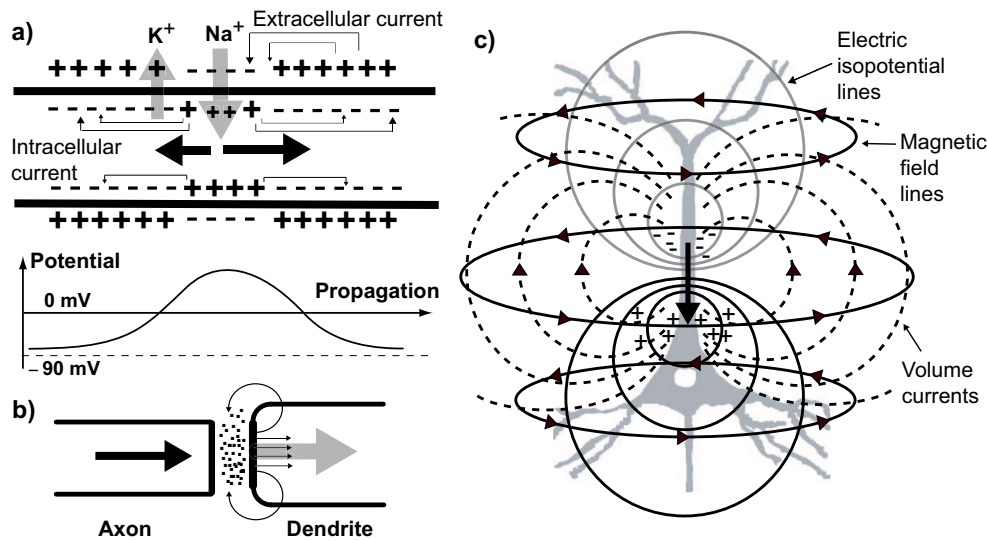 a)
K+
Na+
Extracellular current
Intracellular
current
Potential
0 mV
Propagation
–90 mV
b)
Axon
Dendrite
c)
Electric
isopotential
lines
Magnetic
field
lines
Volume
currents